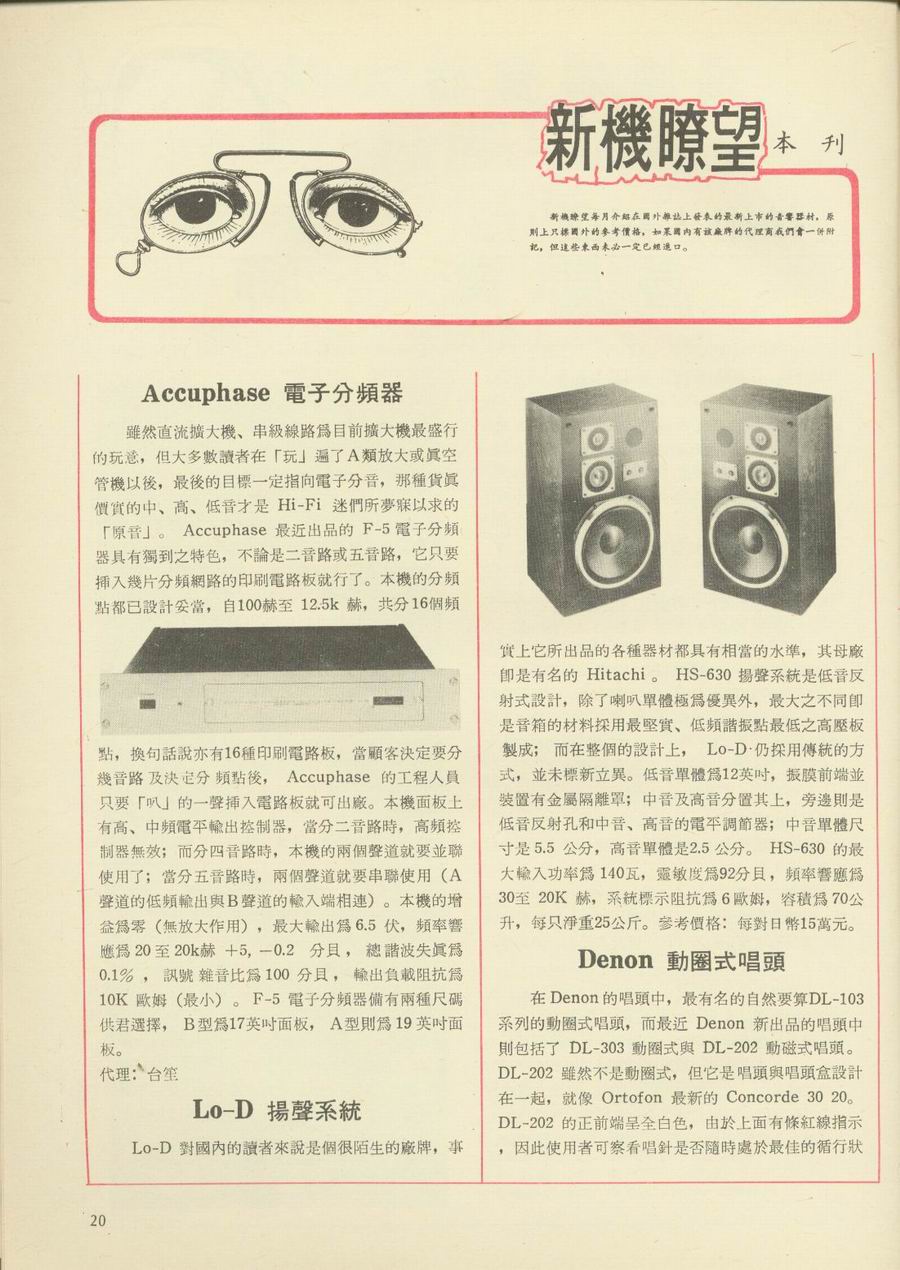 新機瞭望
本刊
新機瞭望每月介紹在國外雜誌上發表的最新上市的音響器材，原
則上只標國外的參考價格，如果國內有該廠牌的代理商我們會一併附
記，但這些東西未必一定已經進口。
Accuphase 電子分頻器
雖然直流擴大機、串級線路爲目前擴大機最盛行
的玩意，但大多數讀者在「玩」遍了A類放大或眞空
管機以後，最後的目標一定指向電子分音，那種貨眞
價實的中、高、低音才是 Hi-Fi 迷們所夢寐以求的
「原音」。 Accuphase 最近出品的 F-5 電子分頻
器具有獨到之特色，不論是二音路或五音路，它只要
挿入幾片分頻網路的印刷電路板就行了。本機的分頻
點都已設計妥當，自100赫至 12.5k 赫，共分16個頻
點，換句話說亦有16種印刷電路板，當顧客決定要分
幾音路及決定分頻點後， Accuphase 的工程人員
只要「叭」的一聲挿入電路板就可出廠。本機面板上
有高、中頻電平輸出控制器，當分二音路時，高頻控
制器無效；而分四音路時，本機的兩個聲道就要並聯
使用了；當分五音路時，兩個聲道就要串聯使用（A
聲道的低頻輸出與B聲道的輸入端相連）。本機的增
益爲零（無放大作用），最大輸出爲 6.5 伏，頻率響
應爲 20 至 20k赫 +5, -0.2 分貝， 總諧波失眞爲
0.1% ， 訊號雜音比爲 100 分貝， 輸出負載阻抗爲
10K 歐姆（最小）。 F-5 電子分頻器備有兩種尺碼
供君選擇， B型爲17英吋面板， A型則爲 19 英吋面
板。
代理：台笙
Lo-D 揚聲系統
Lo-D 對國內的讀者來說是個很陌生的廠牌，事
實上它所出品的各種器材都具有相當的水準，其母廠
卽是有名的 Hitachi 。 HS-630 揚聲系統是低音反
射式設計，除了喇叭單體極爲優異外，最大之不同卽
是音箱的材料採用最堅實、低頻諧振點最低之高壓板
製成； 而在整個的設計上， Lo-D 仍採用傳統的方
式，並未標新立異。低音單體爲12英吋，振膜前端並
裝置有金屬隔離罩；中音及高音分置其上，旁邊則是
低音反射孔和中音、高音的電平調節器；中音單體尺
寸是 5.5 公分，高音單體是2.5 公分。 HS-630 的最
大輸入功率爲 140瓦，靈敏度爲92分貝，頻率響應爲
30至 20K 赫，系統標示阻抗爲 6 歐姆，容積爲 70公
升，每只淨重25公斤。參考價格：每對日幣15萬元。
Denon 動圈式唱頭
在 Denon 的唱頭中，最有名的自然要算DL-103
系列的動圈式唱頭，而最近 Denon 新出品的唱頭中
則包括了 DL-303 動圈式與 DL-202 動磁式唱頭。
DL-202 雖然不是動圈式，但它是唱頭與唱頭盒設計
在一起，就像 Ortofon 最新的 Concorde 30 20。
DL-202 的正前端呈全白色，由於上面有條紅線指示
，因此使用者可察看唱針是否隨時處於最佳的循行狀
20